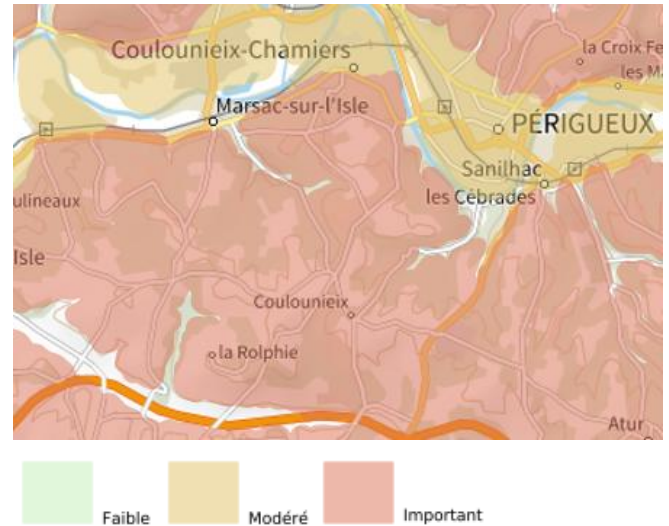 Coulounieix-Chamiers
la Croix Fe
les Ma
Marsac-sur-l'Isle
PÉRIGUEUX
Sanilhac
les Cébrades
ulineaux
Isle
Coulounieix
la Rolphie
Atur
Faible
Modéré
Important